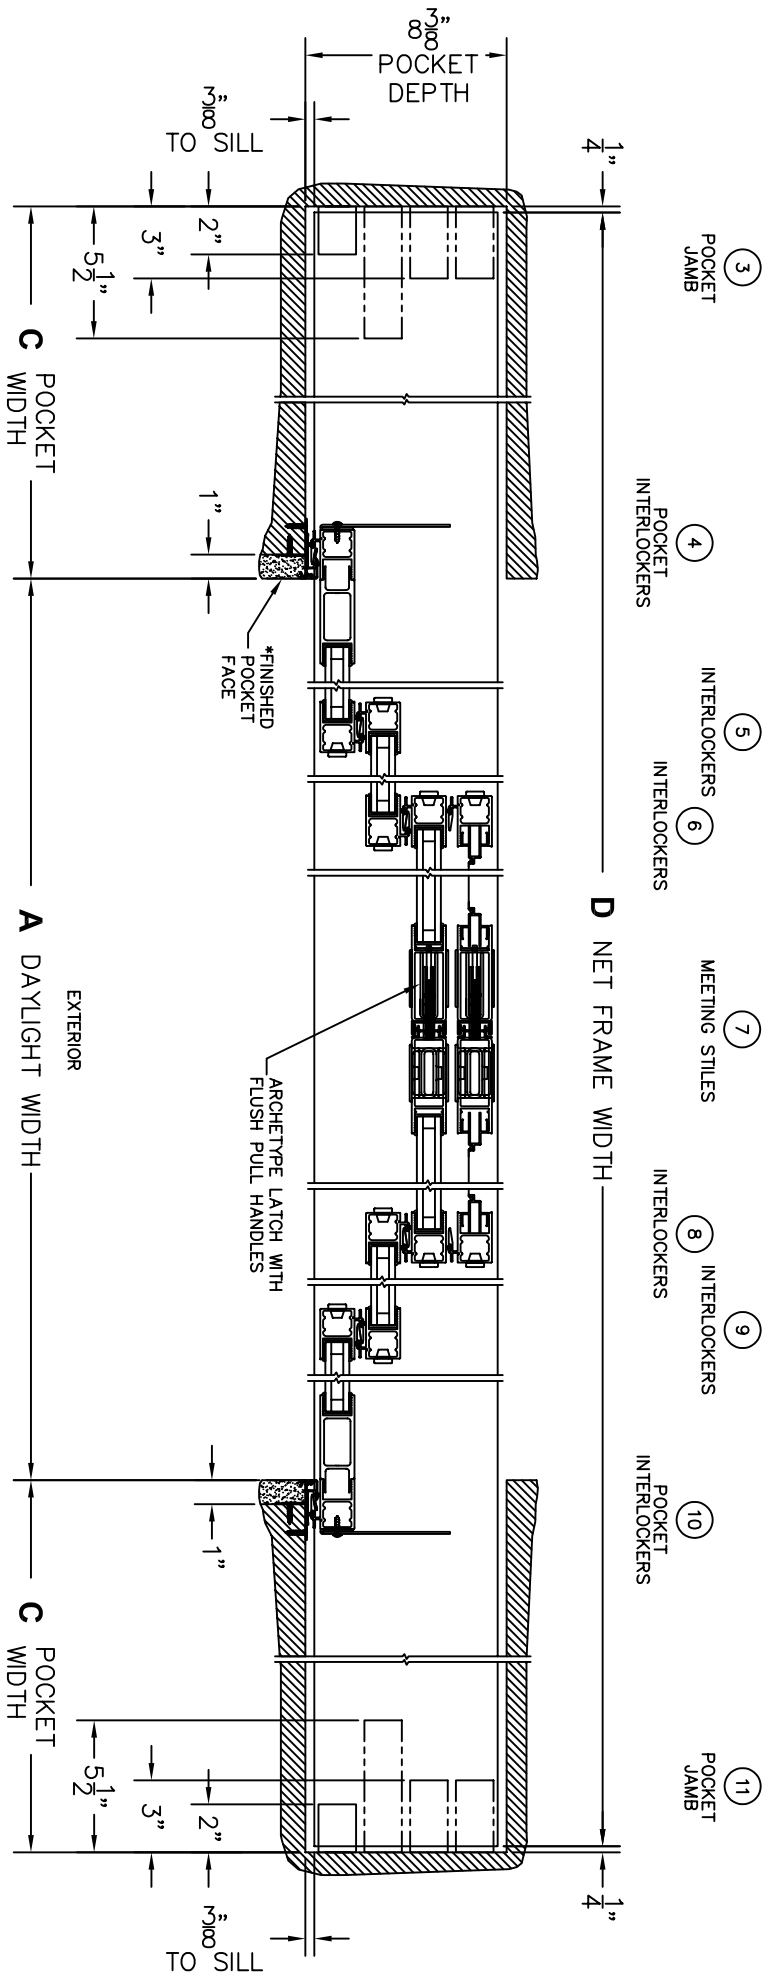 3
POCKET
JAMB
4
POCKET
INTERLOCKERS
5
INTERLOCKERS
6
INTERLOCKERS
7
MEETING STILES
8
INTERLOCKERS
9
INTERLOCKERS
10
POCKET
INTERLOCKERS
11
POCKET
JAMB
1/4"
D NET FRAME WIDTH
1/4"
8 3/8"
POCKET
DEPTH
3/8"
TO SILL
3/8"
TO SILL
*FINISHED
POCKET
FACE
ARCHETYPE LATCH WITH
FLUSH PULL HANDLES
2"
3"
5 1/2"
1"
1"
2"
3"
5 1/2"
EXTERIOR
C POCKET
WIDTH
A DAYLIGHT WIDTH
C POCKET
WIDTH